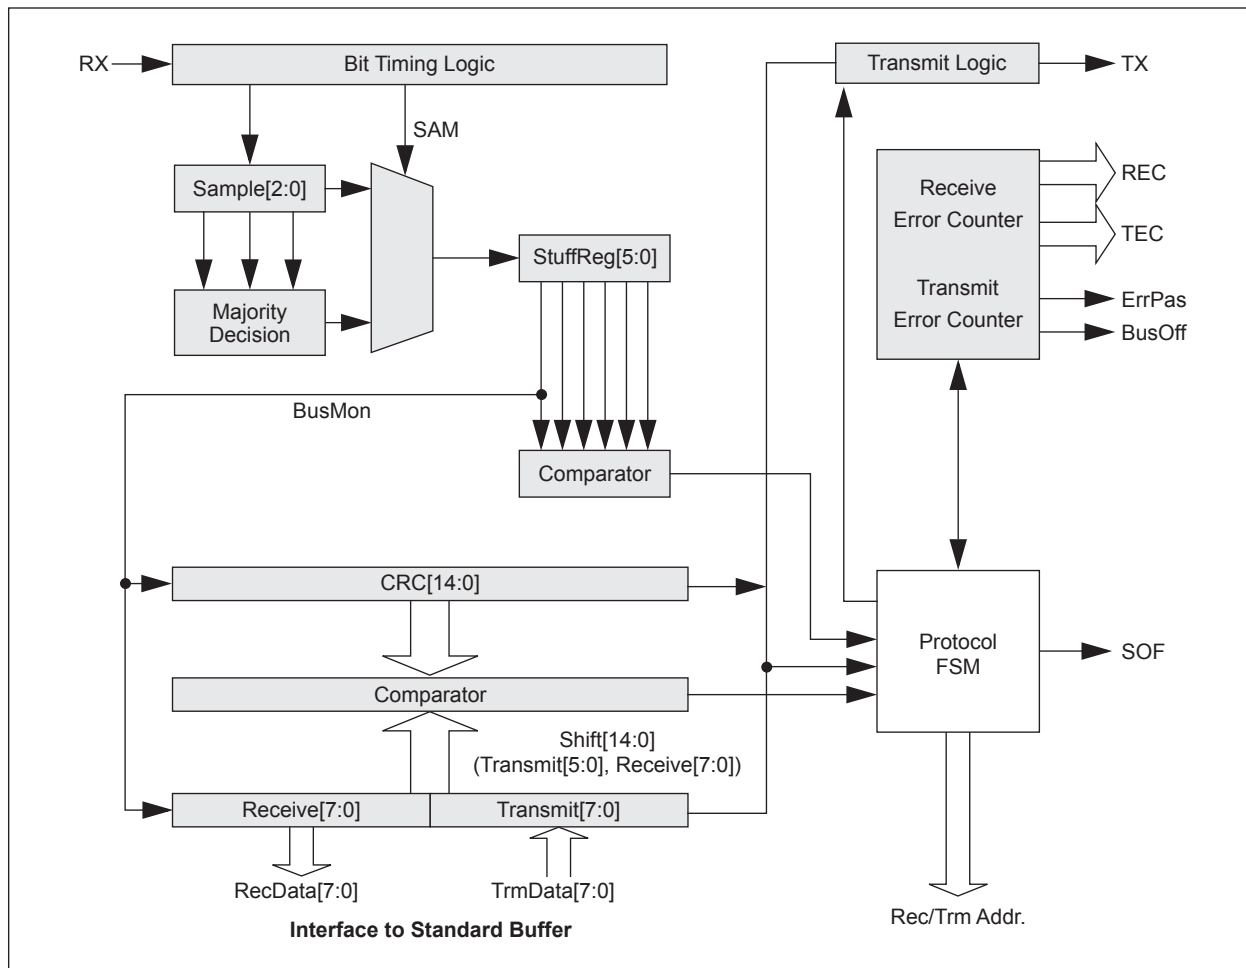 RX
Bit Timing Logic
Transmit Logic
TX
SAM
Sample[2:0]
Receive
Error Counter
REC
TEC
StuffReg[5:0]
Transmit
Error Counter
ErrPas
BusOff
Majority
Decision
BusMon
Comparator
CRC[14:0]
Protocol
FSM
SOF
Comparator
Shift[14:0]
(Transmit[5:0], Receive[7:0])
Receive[7:0]
Transmit[7:0]
RecData[7:0]
TrmData[7:0]
Rec/Trm Addr.
Interface to Standard Buffer